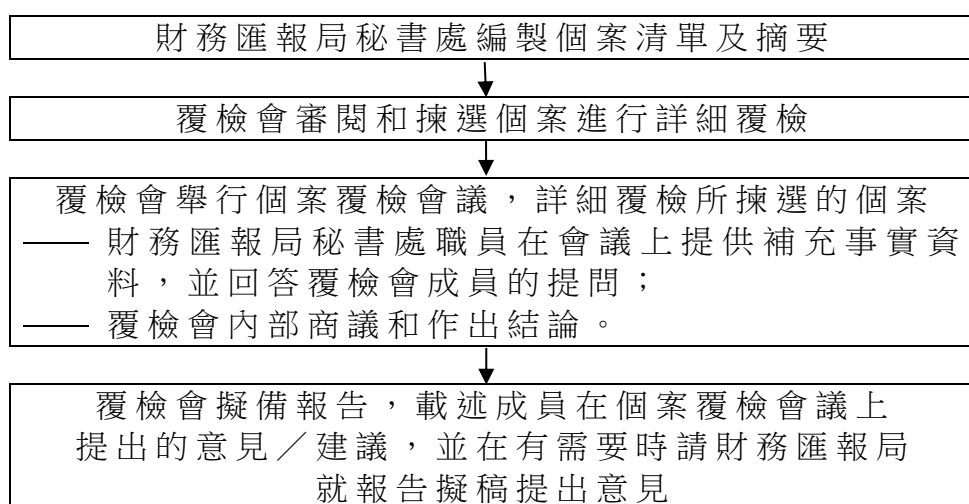 財務匯報局秘書處編製個案清單及摘要
覆檢會審閱和揀選個案進行詳細覆檢
覆檢會舉行個案覆檢會議，詳細覆檢所揀選的個案
—— 財務匯報局秘書處職員在會議上提供補充事實資
料，並回答覆檢會成員的提問；
—— 覆檢會內部商議和作出結論。
覆檢會擬備報告，載述成員在個案覆檢會議上
提出的意見／建議，並在有需要時請財務匯報局
就報告擬稿提出意見